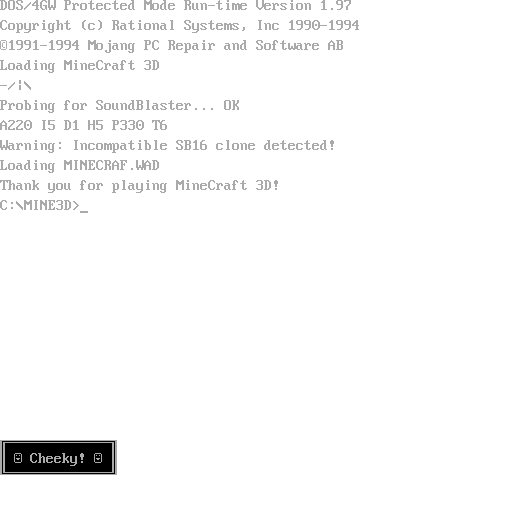 DOS/4GW Protected Mode Run-time Version 1.97
Copyright (c) Rational Systems, Inc 1990-1994
©1991-1994 Mojang PC Repair and Software AB
Loading MineCraft 3D
-/|\
Probing for SoundBlaster... OK
A220 I5 D1 H5 P330 T6
Warning: Incompatible SB16 clone detected!
Loading MINECRAF.WAD
Thank you for playing MineCraft 3D!
C:\MINE3D>_
Cheeky!